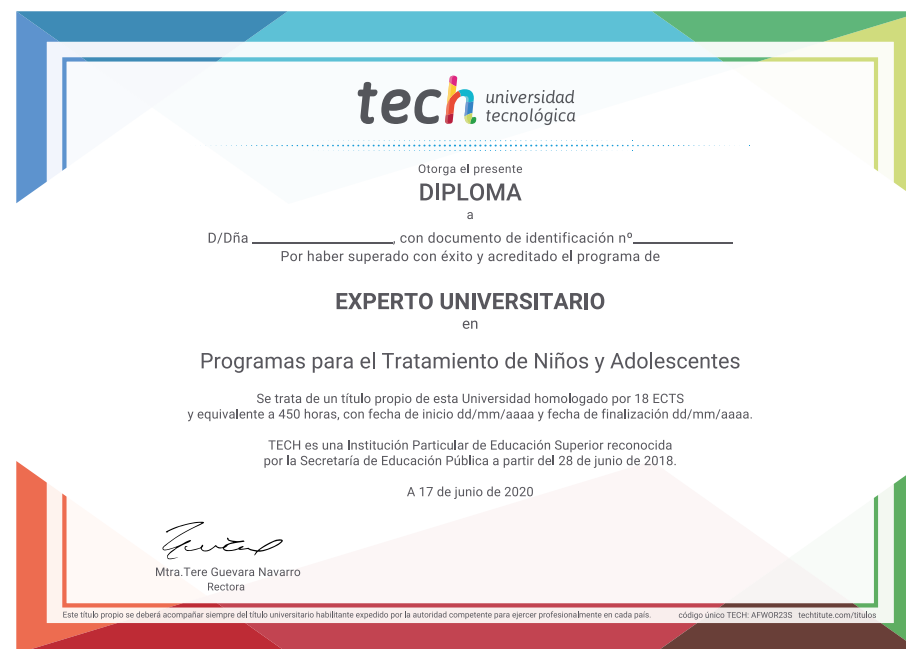 tech universidad
tecnológica
Otorga el presente
DIPLOMA
a
D/Dña ____________________, con documento de identificación nº______________
Por haber superado con éxito y acreditado el programa de
EXPERTO UNIVERSITARIO
en
Programas para el Tratamiento de Niños y Adolescentes
Se trata de un título propio de esta Universidad homologado por 18 ECTS
y equivalente a 450 horas, con fecha de inicio dd/mm/aaaa y fecha de finalización dd/mm/aaaa.
TECH es una Institución Particular de Educación Superior reconocida
por la Secretaría de Educación Pública a partir del 28 de junio de 2018.
A 17 de junio de 2020
Mtra.Tere Guevara Navarro
Rectora
Este título propio se deberá acompañar siempre del título universitario habilitante expedido por la autoridad competente para ejercer profesionalmente en cada país. código único TECH: AFWOR23S techtitute.com/titulos